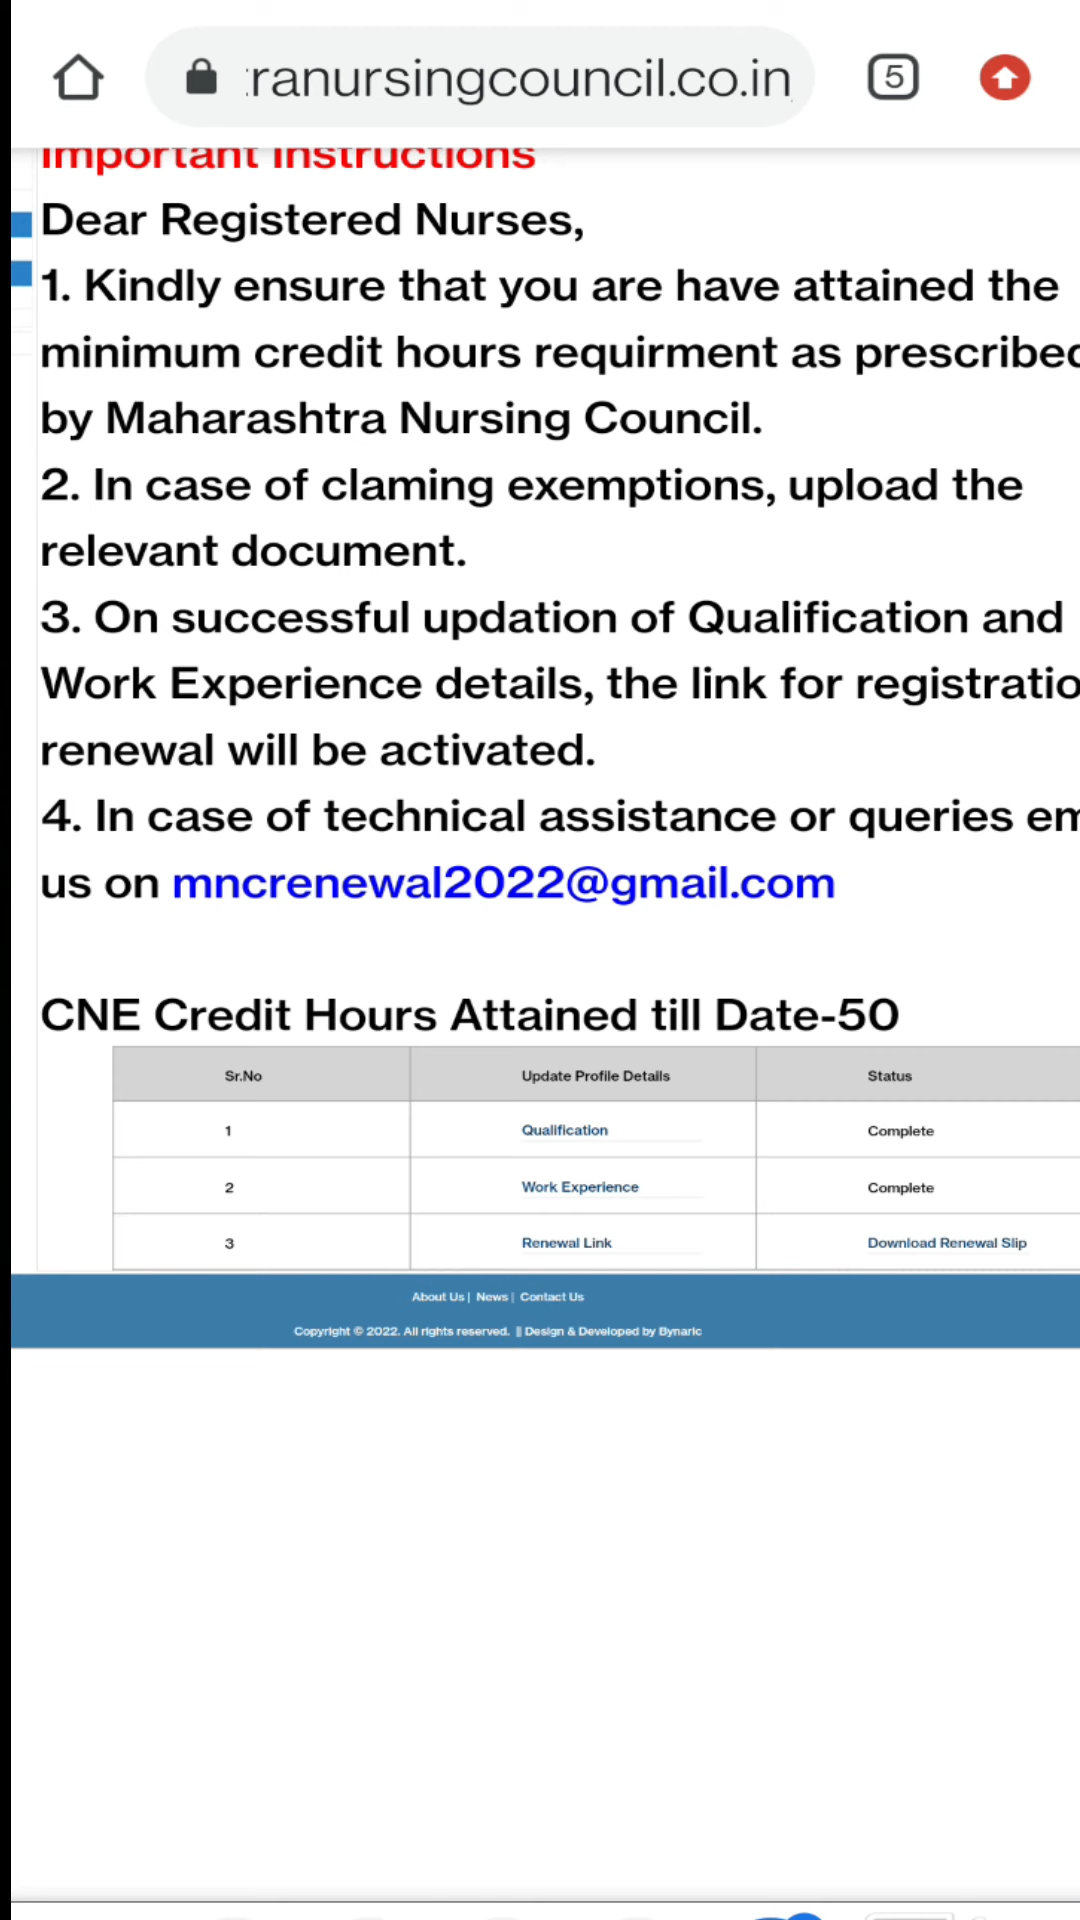 :ranursingcouncil.co.in
5
Important Instructions
Dear Registered Nurses,
1. Kindly ensure that you are have attained the
minimum credit hours requirment as prescribed
by Maharashtra Nursing Council.
2. In case of claming exemptions, upload the
relevant document.
3. On successful updation of Qualification and
Work Experience details, the link for registratio
renewal will be activated.
4. In case of technical assistance or queries em
us on mncrenewal2022@gmail.com
CNE Credit Hours Attained till Date-50
Sr.No Update Profile Details Status
1 Qualification Complete
2 Work Experience Complete
3 Renewal Link Download Renewal Slip
About Us | News | Contact Us
Copyright © 2022. All rights reserved. || Design & Developed by Bynaric